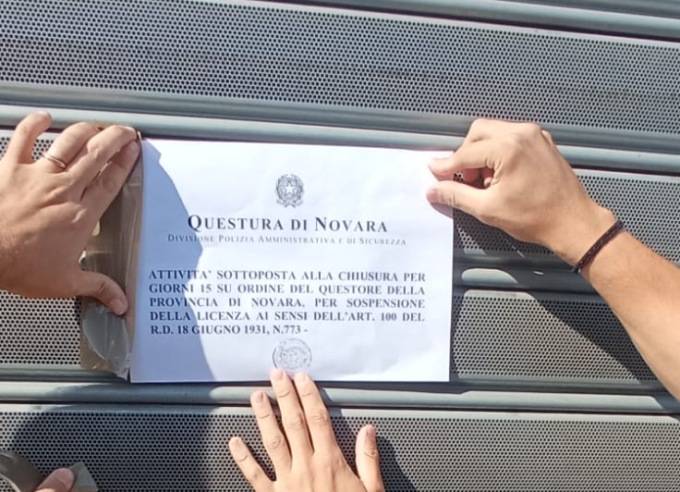 QUESTURA DI NOVARA
DIVISIONE POLIZIA AMMINISTRATIVA E DI SICUREZZA
ATTIVITA' SOTTOPOSTA ALLA CHIUSURA PER
GIORNI 15 SU ORDINE DEL QUESTORE DELLA
PROVINCIA DI NOVARA, PER SOSPENSIONE
DELLA LICENZA AI SENSI DELL'ART. 100 DEL
R.D. 18 GIUGNO 1931, N.773 -